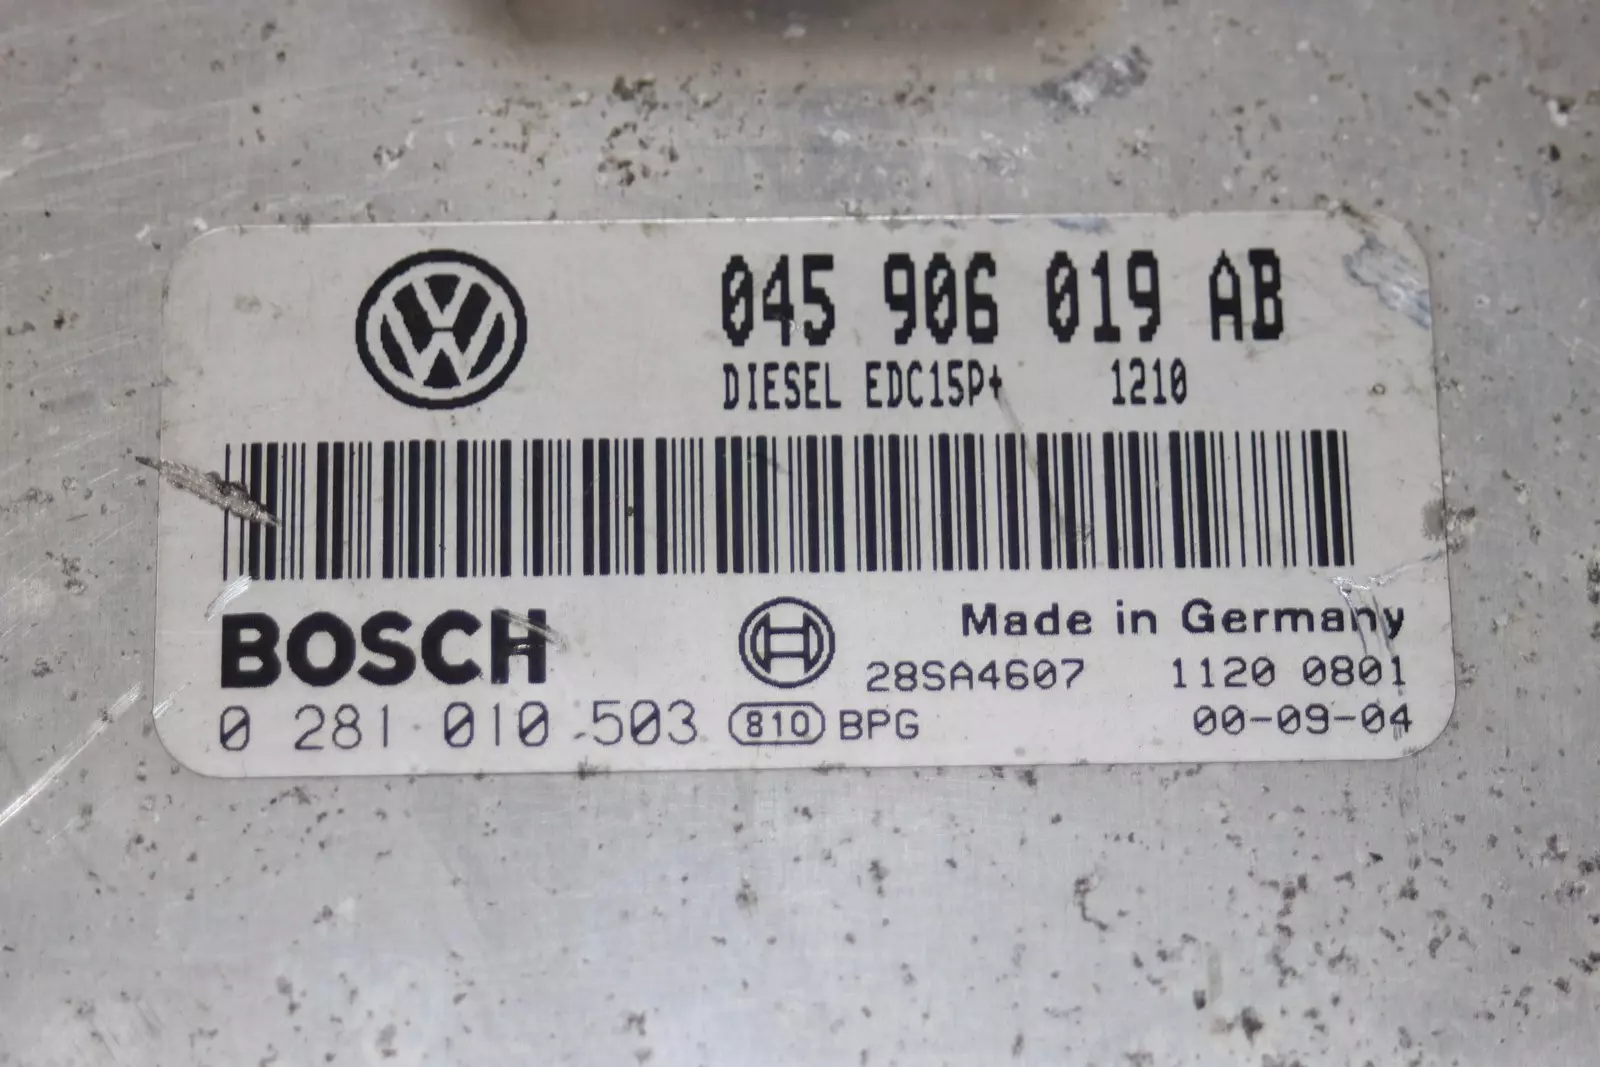 045 906 019 AB
DIESEL EDC15P+ 1210
BOSCH
Made in Germany
28SA4607 1120 0801
0 281 010 503 810 BPG 00-09-04